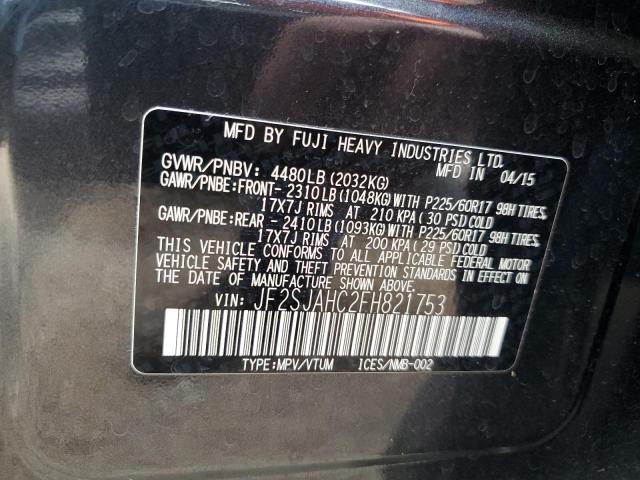 MFD BY FUJI HEAVY INDUSTRIES LTD.
GVWR/PNBV: 4480LB(2032KG) MFD IN 04/15
GAWR/PNBE:FRONT- 2310LB(1048KG)WITH P225/60R17 98H TIRES,
17X7J RIMS AT 210 KPA( 30 PSI)COLD
GAWR/PNBE:REAR - 2410LB(1093KG)WITH P225/60R17 98H TIRES,
17X7J RIMS AT 200 KPA( 29 PSI)COLD
THIS VEHICLE CONFORMS TO ALL APPLICABLE FEDERAL MOTOR
VEHICLE SAFETY AND THEFT PREVENTION STANDARDS IN EFFECT ON
THE DATE OF MANUFACTURE SHOWN ABOVE.
VIN: JF2SJAHC2FH821753
TYPE:MPV/VTUM ICES/NMB-002